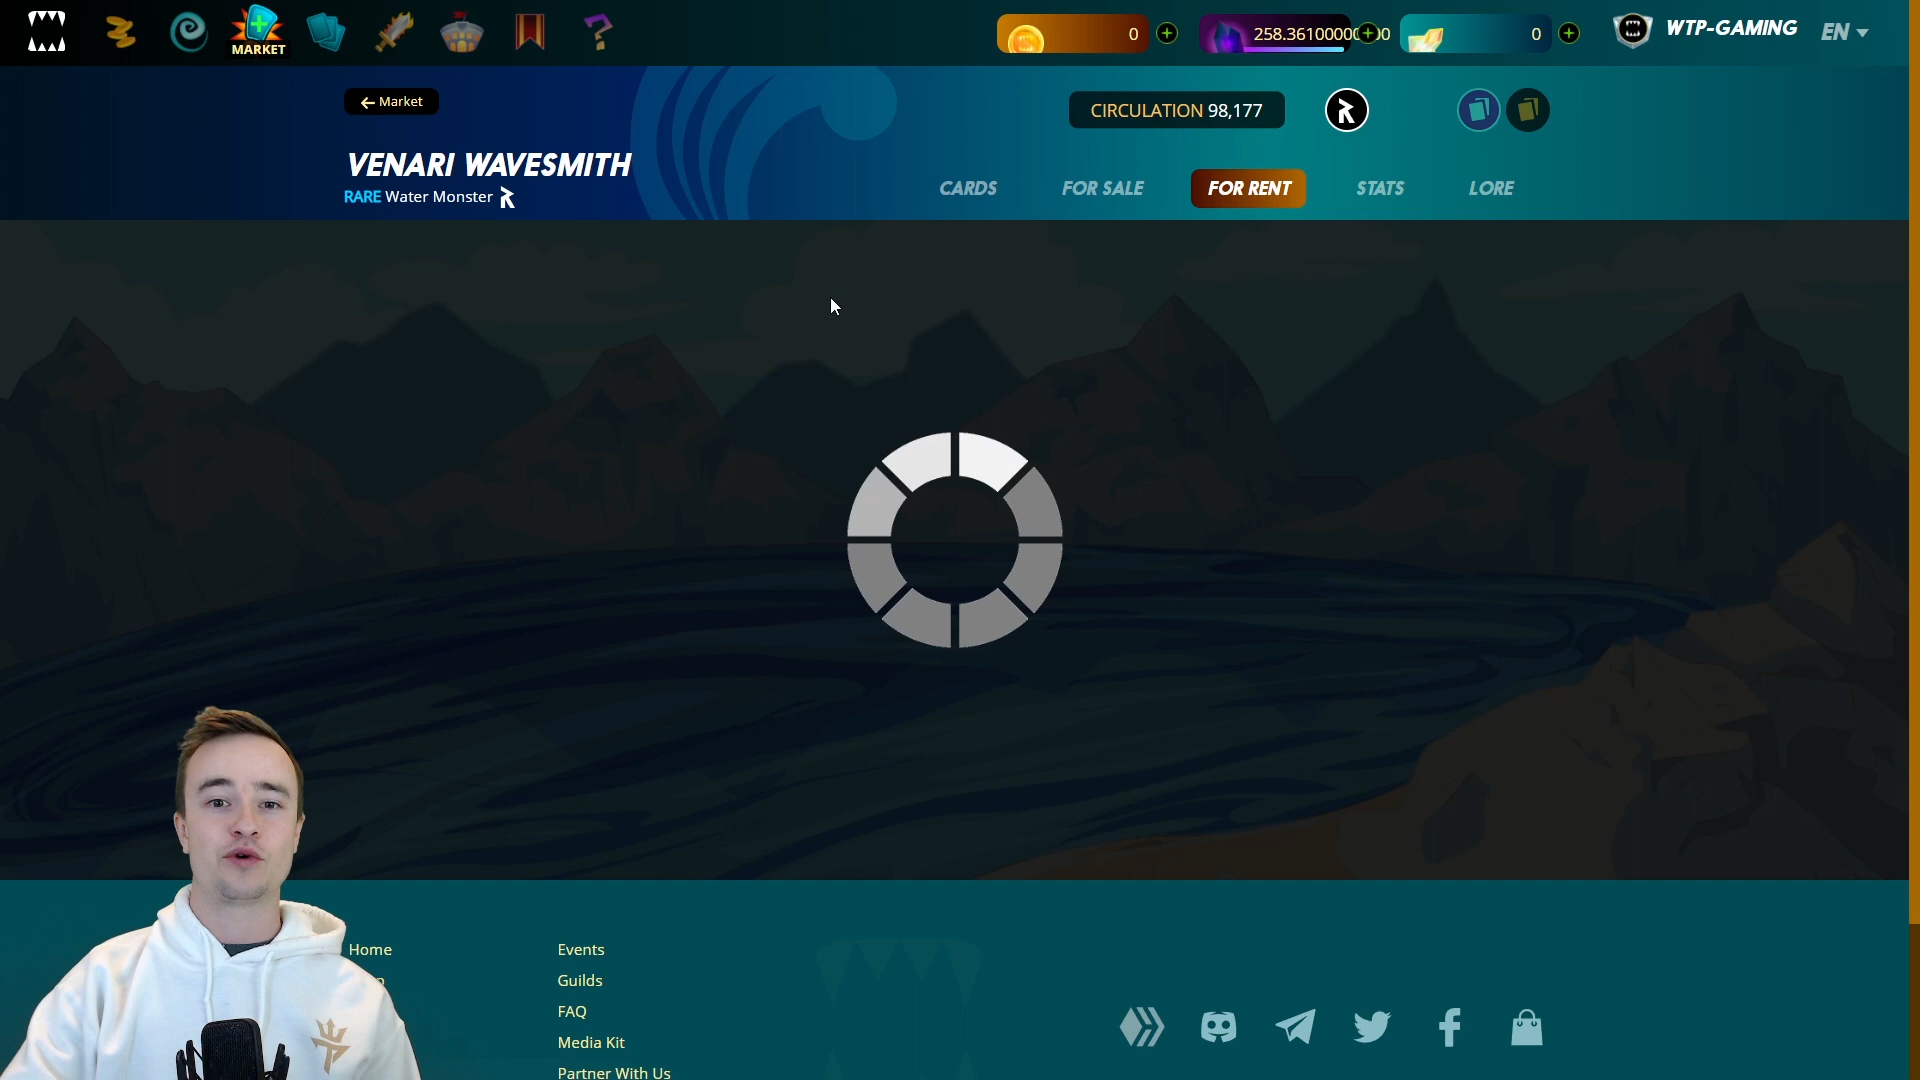 MARKET
0
258.36100000
00
0
WTP-GAMING
EN
Market
CIRCULATION 98,177
VENARI WAVESMITH
RARE Water Monster
CARDS
FOR SALE
FOR RENT
STATS
LORE
Home
Events
Guilds
FAQ
Media Kit
Partner With Us